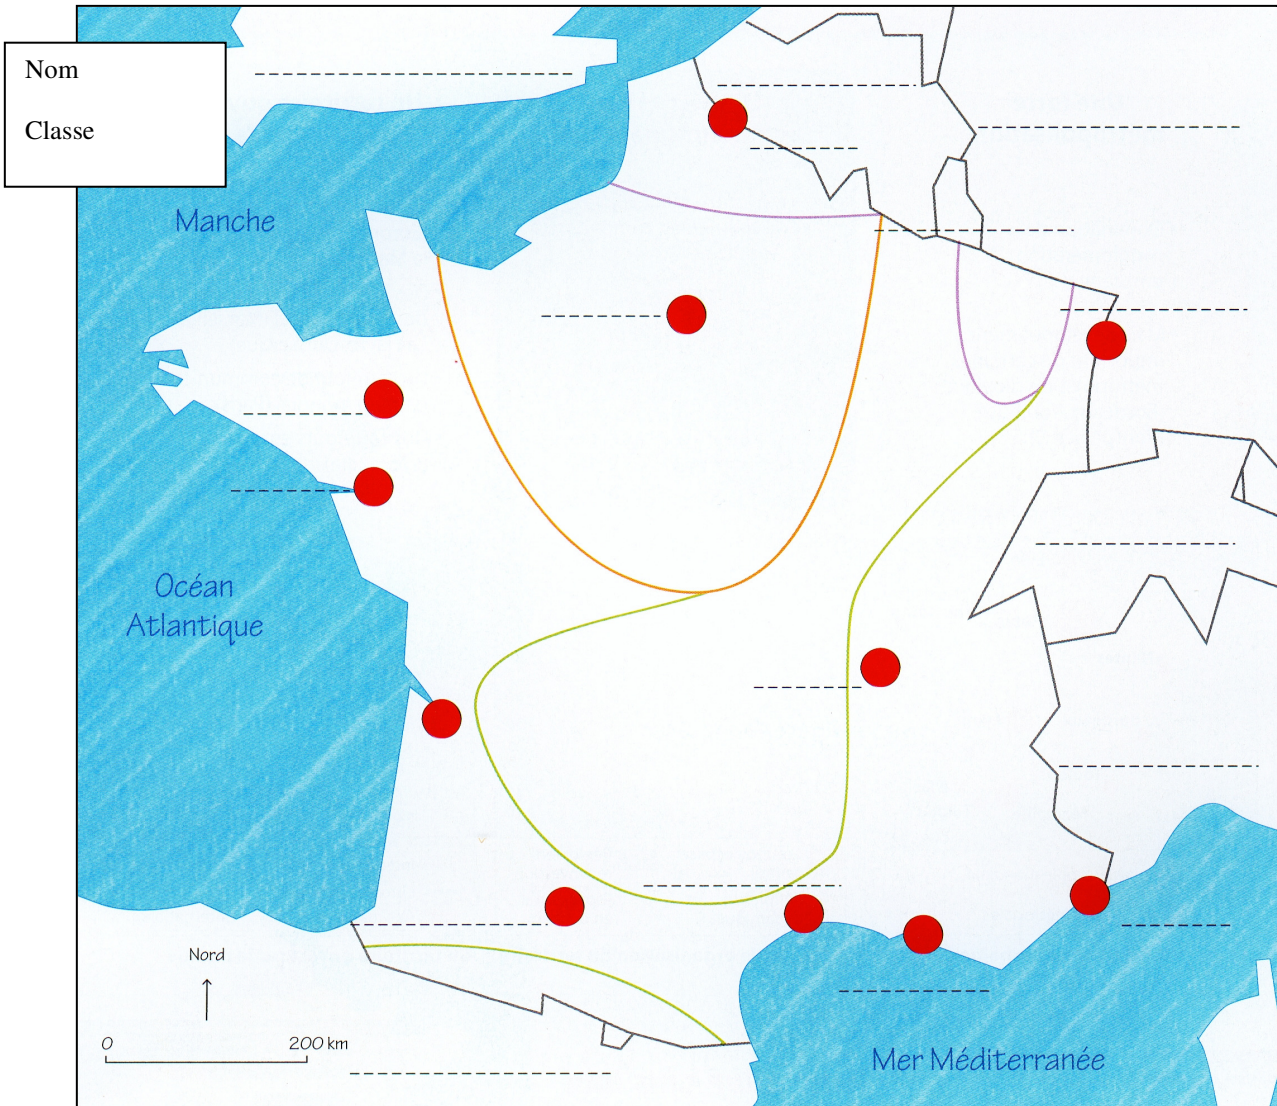 Nom
Classe
Manche
Océan
Atlantique
Nord
0 200 km
Mer Méditerranée